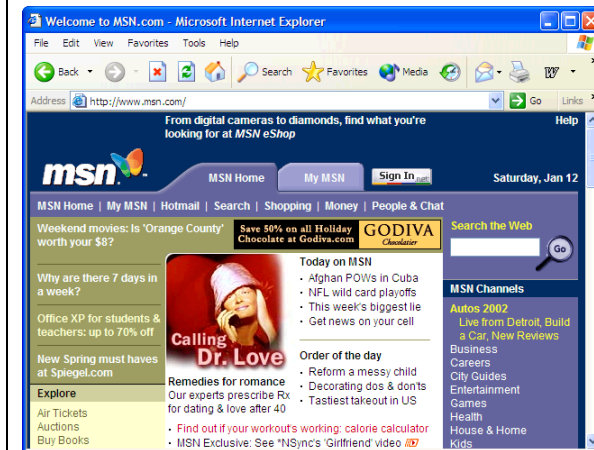 Welcome to MSN.com - Microsoft Internet Explorer
File Edit View Favorites Tools Help
Back Search Favorites Media
Address http://www.msn.com/ Go Links
From digital cameras to diamonds, find what you're
looking for at MSN eShop
Help
msn
MSN Home My MSN Sign In .net Saturday, Jan 12
MSN Home | My MSN | Hotmail | Search | Shopping | Money | People & Chat
Weekend movies: Is 'Orange County'
worth your $8?
Why are there 7 days in
a week?
Office XP for students &
teachers: up to 70% off
New Spring must haves
at Spiegel.com
Explore
Air Tickets
Auctions
Buy Books
Save 50% on all Holiday
Chocolate at Godiva.com
GODIVA
Chocolatier
Calling
Dr. Love
Remedies for romance
Our experts prescribe Rx
for dating & love after 40
Today on MSN
· Afghan POWs in Cuba
· NFL wild card playoffs
· This week's biggest lie
· Get news on your cell
Order of the day
· Reform a messy child
· Decorating dos & don'ts
· Tastiest takeout in US
· Find out if your workout's working: calorie calculator
· MSN Exclusive: See *NSync's 'Girlfriend' video
Search the Web
Go
MSN Channels
Autos 2002
Live from Detroit, Build
a Car, New Reviews
Business
Careers
City Guides
Entertainment
Games
Health
House & Home
Kids